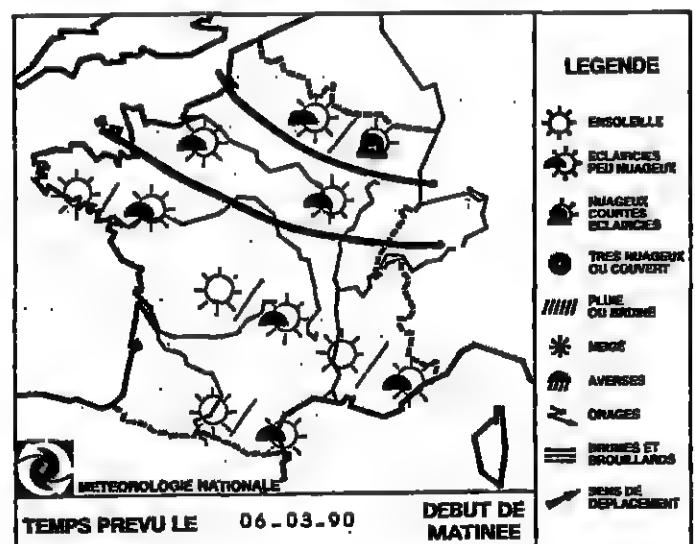 LEGENDE
ENSOLEILLE
ECLAIRCIES
PEU NUAGEUX
NUAGEUX
COURTES
ECLAIRCIES
TRES NUAGEUX
OU COUVERT
PLUIE
OU BRUINE
NEIGE
AVERSES
ORAGES
BRUMES ET
BROUILLARDS
SENS DE
DEPLACEMENT
METEOROLOGIE NATIONALE
TEMPS PREVU LE 06-03-90 DEBUT DE
MATINEE